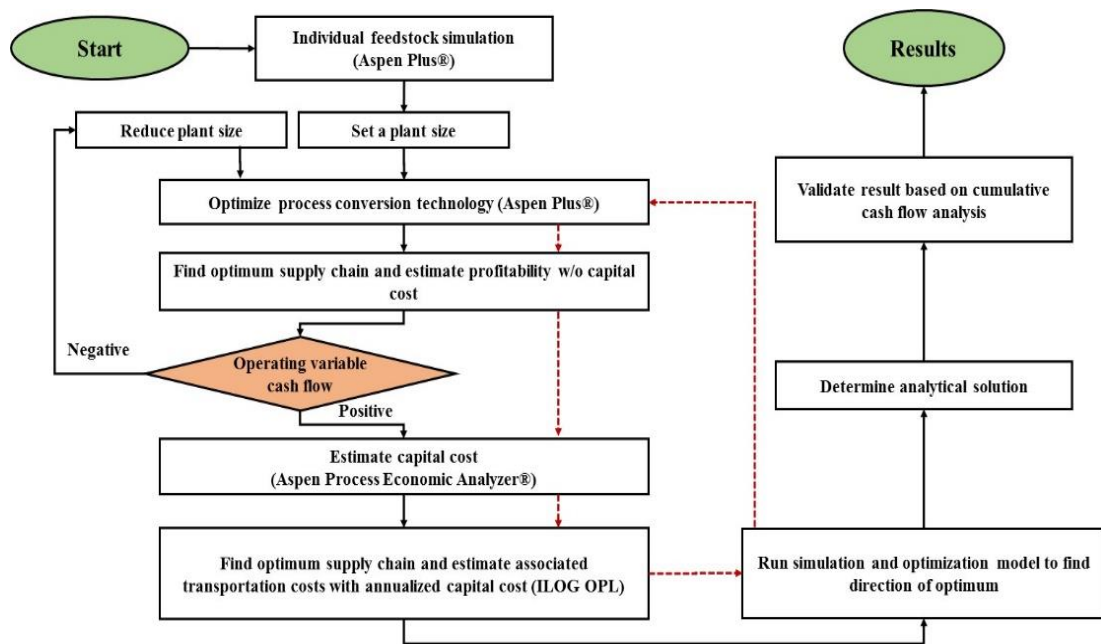 Start
Individual feedstock simulation
(Aspen Plus®)
Results
Reduce plant size
Set a plant size
Optimize process conversion technology (Aspen Plus®)
Validate result based on cumulative
cash flow analysis
Find optimum supply chain and estimate profitability w/o capital
cost
Negative
Operating variable
cash flow
Positive
Determine analytical solution
Estimate capital cost
(Aspen Process Economic Analyzer®)
Find optimum supply chain and estimate associated
transportation costs with annualized capital cost (ILOG OPL)
Run simulation and optimization model to find
direction of optimum